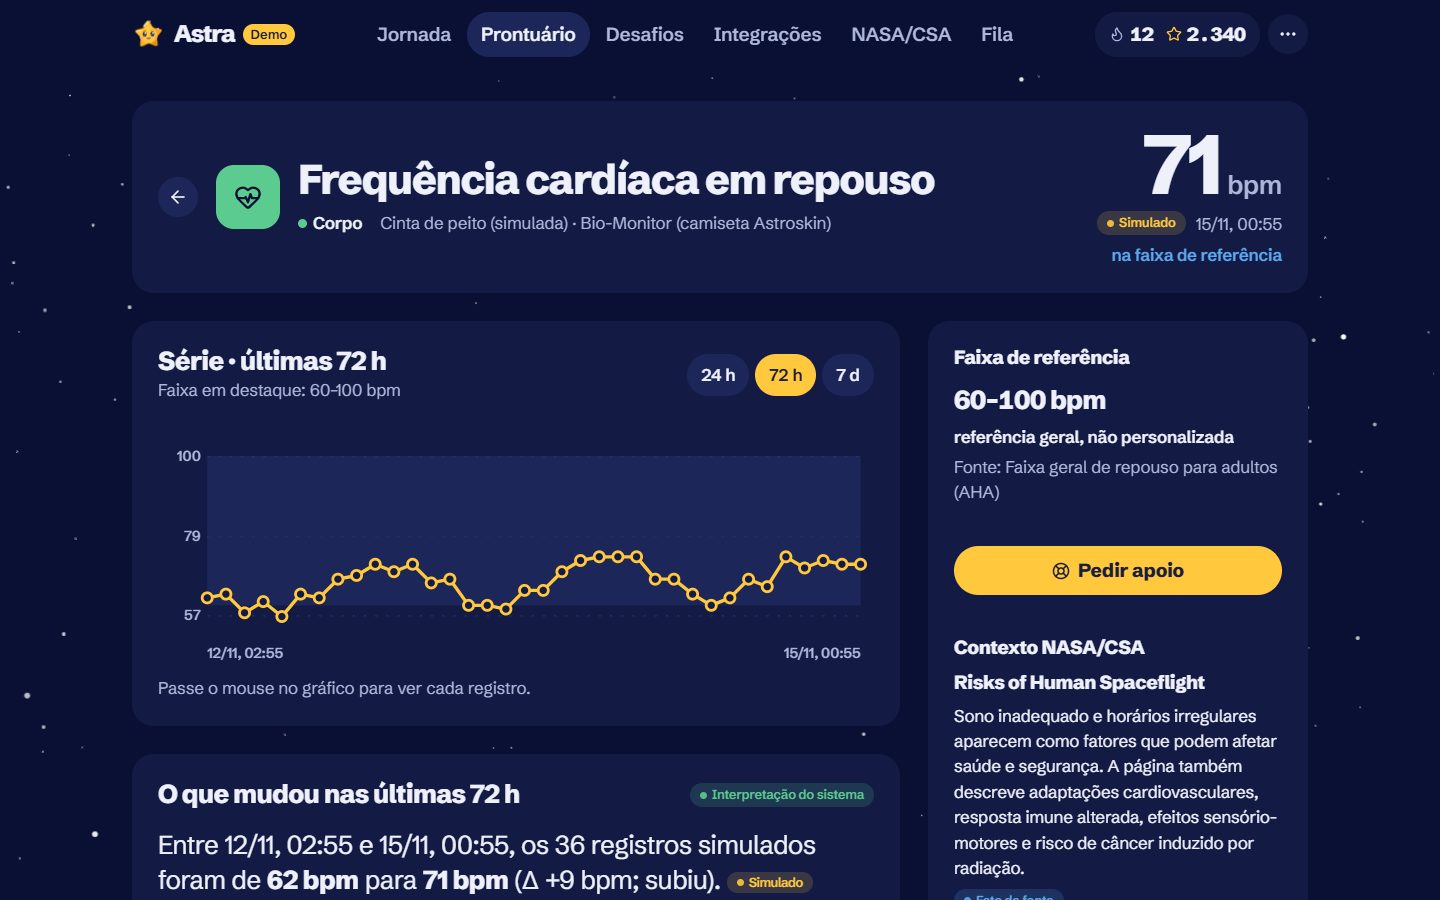 Astra Demo Jornada Prontuário Desafios Integrações NASA/CSA Fila 12 2.340
Frequência cardíaca em repouso
Corpo Cinta de peito (simulada) · Bio-Monitor (camiseta Astroskin)
71 bpm
Simulado 15/11, 00:55
na faixa de referência
Série · últimas 72 h
Faixa em destaque: 60–100 bpm
24 h 72 h 7 d
100
79
57
12/11, 02:55 15/11, 00:55
Passe o mouse no gráfico para ver cada registro.
O que mudou nas últimas 72 h
Interpretação do sistema
Entre 12/11, 02:55 e 15/11, 00:55, os 36 registros simulados
foram de 62 bpm para 71 bpm (Δ +9 bpm; subiu). Simulado
Faixa de referência
60–100 bpm
referência geral, não personalizada
Fonte: Faixa geral de repouso para adultos
(AHA)
Pedir apoio
Contexto NASA/CSA
Risks of Human Spaceflight
Sono inadequado e horários irregulares
aparecem como fatores que podem afetar
saúde e segurança. A página também
descreve adaptações cardiovasculares,
resposta imune alterada, efeitos sensório-
motores e risco de câncer induzido por
radiação.